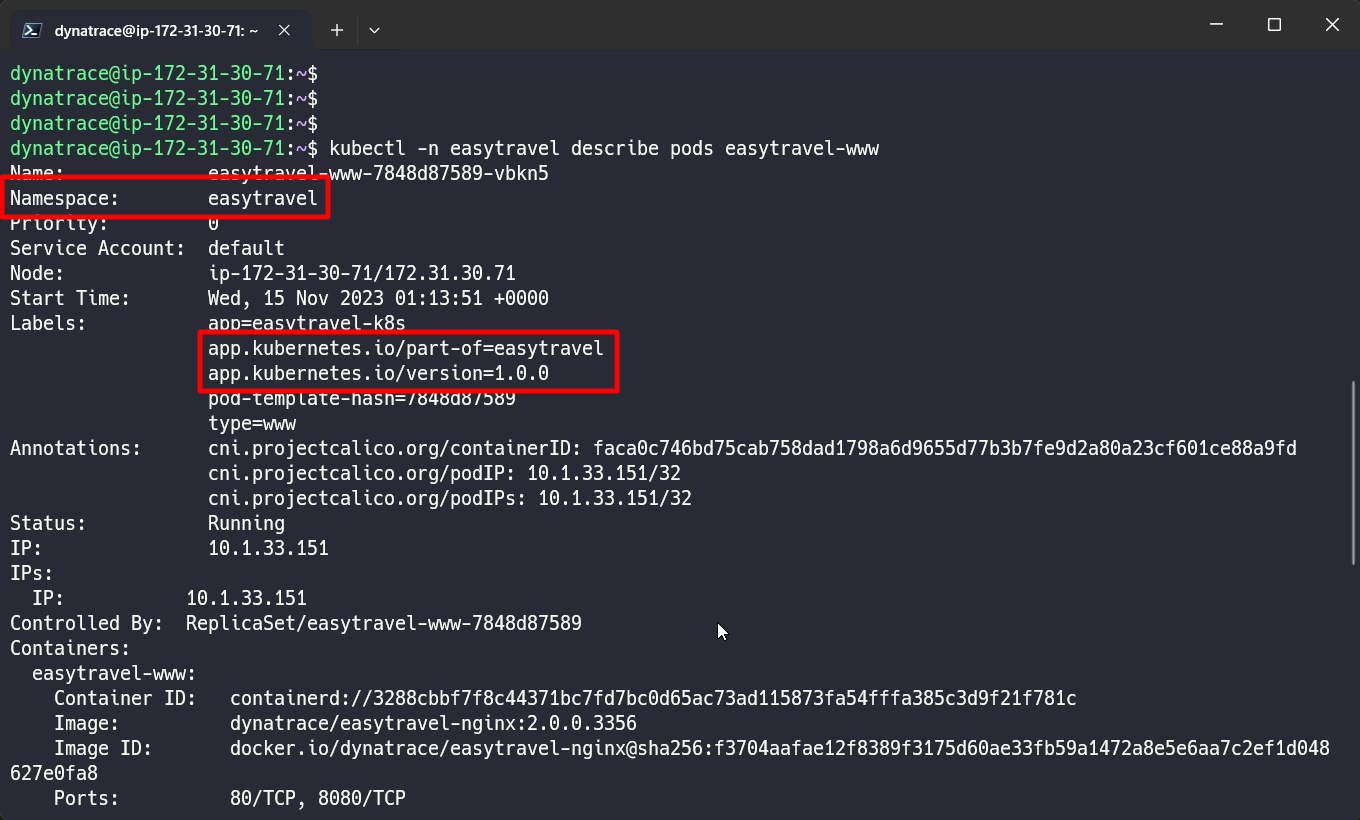 dynatrace@ip-172-31-30-71: ~
dynatrace@ip-172-31-30-71:~$
dynatrace@ip-172-31-30-71:~$
dynatrace@ip-172-31-30-71:~$
dynatrace@ip-172-31-30-71:~$ kubectl -n easytravel describe pods easytravel-www
Name:             easytravel-www-7848d87589-vbkn5
Namespace:        easytravel
Priority:         0
Service Account:  default
Node:             ip-172-31-30-71/172.31.30.71
Start Time:       Wed, 15 Nov 2023 01:13:51 +0000
Labels:           app=easytravel-k8s
                  app.kubernetes.io/part-of=easytravel
                  app.kubernetes.io/version=1.0.0
                  pod-template-hash=7848d87589
                  type=www
Annotations:      cni.projectcalico.org/containerID: faca0c746bd75cab758dad1798a6d9655d77b3b7fe9d2a80a23cf601ce88a9fd
                  cni.projectcalico.org/podIP: 10.1.33.151/32
                  cni.projectcalico.org/podIPs: 10.1.33.151/32
Status:           Running
IP:               10.1.33.151
IPs:
  IP:           10.1.33.151
Controlled By:  ReplicaSet/easytravel-www-7848d87589
Containers:
  easytravel-www:
    Container ID:   containerd://3288cbbf7f8c44371bc7fd7bc0d65ac73ad115873fa54fffa385c3d9f21f781c
    Image:          dynatrace/easytravel-nginx:2.0.0.3356
    Image ID:       docker.io/dynatrace/easytravel-nginx@sha256:f3704aafae12f8389f3175d60ae33fb59a1472a8e5e6aa7c2ef1d048
627e0fa8
    Ports:          80/TCP, 8080/TCP